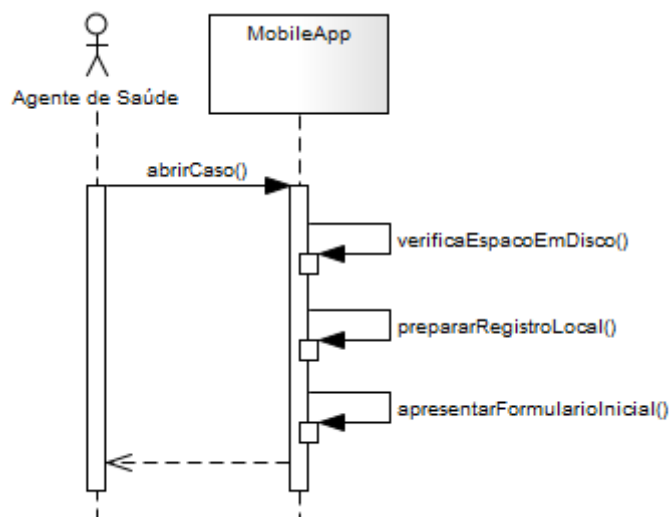 MobileApp
Agente de Saúde
abrirCaso()
verificaEspacoEmDisco()
prepararRegistroLocal()
apresentarFormularioInicial()